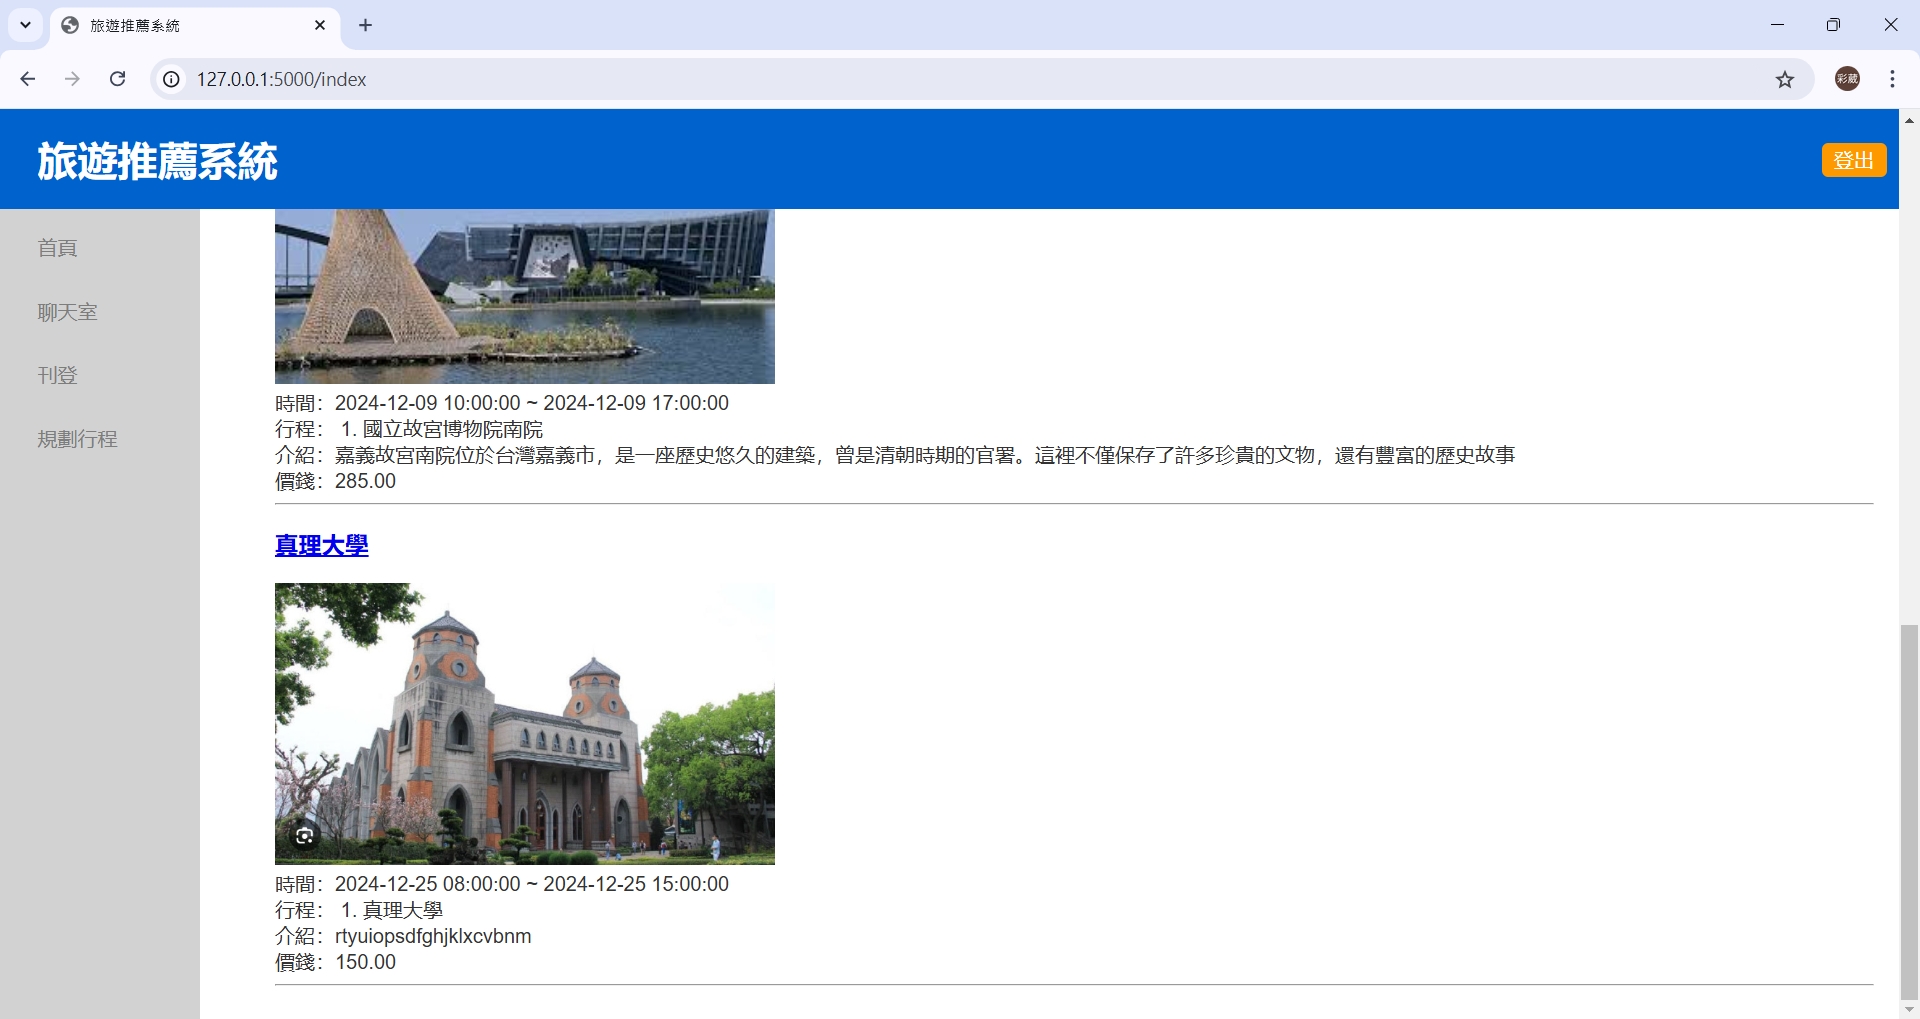 旅遊推薦系統
127.0.0.1:5000/index
彩葳
旅遊推薦系統
登出
首頁
聊天室
刊登
規劃行程
時間：2024-12-09 10:00:00 ~ 2024-12-09 17:00:00
行程： 1. 國立故宮博物院南院
介紹：嘉義故宮南院位於台灣嘉義市，是一座歷史悠久的建築，曾是清朝時期的官署。這裡不僅保存了許多珍貴的文物，還有豐富的歷史故事
價錢：285.00
真理大學
時間：2024-12-25 08:00:00 ~ 2024-12-25 15:00:00
行程： 1. 真理大學
介紹：rtyuiopsdfghjklxcvbnm
價錢：150.00